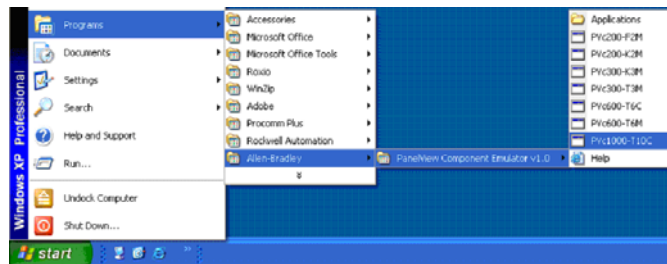 Programs
Documents
Settings
Search
Help and Support
Run...
Undock Computer
Shut Down...
Windows XP Professional
start
Accessories
Microsoft Office
Microsoft Office Tools
Roxio
WinZip
Adobe
Procomm Plus
Rockwell Automation
Allen-Bradley
PanelView Component Emulator v1.0
Applications
PVc200-F2M
PVc200-K2M
PVc300-K3M
PVc300-T3M
PVc600-T6C
PVc600-T6M
PVc1000-T10C
Help